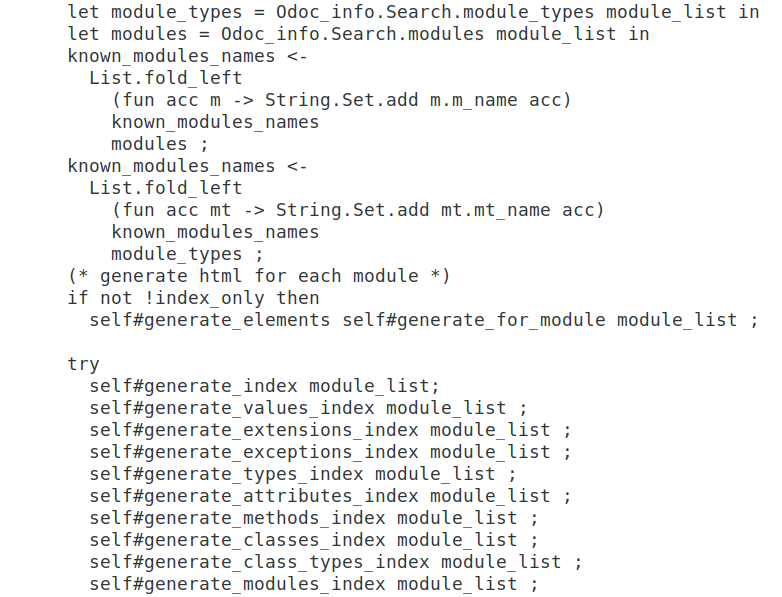 let module_types = Odoc_info.Search.module_types module_list in
let modules = Odoc_info.Search.modules module_list in
known_modules_names <-
  List.fold_left
    (fun acc m -> String.Set.add m.m_name acc)
    known_modules_names
    modules ;
known_modules_names <-
  List.fold_left
    (fun acc mt -> String.Set.add mt.mt_name acc)
    known_modules_names
    module_types ;
(* generate html for each module *)
if not !index_only then
  self#generate_elements self#generate_for_module module_list ;

try
  self#generate_index module_list;
  self#generate_values_index module_list ;
  self#generate_extensions_index module_list ;
  self#generate_exceptions_index module_list ;
  self#generate_types_index module_list ;
  self#generate_attributes_index module_list ;
  self#generate_methods_index module_list ;
  self#generate_classes_index module_list ;
  self#generate_class_types_index module_list ;
  self#generate_modules_index module_list ;